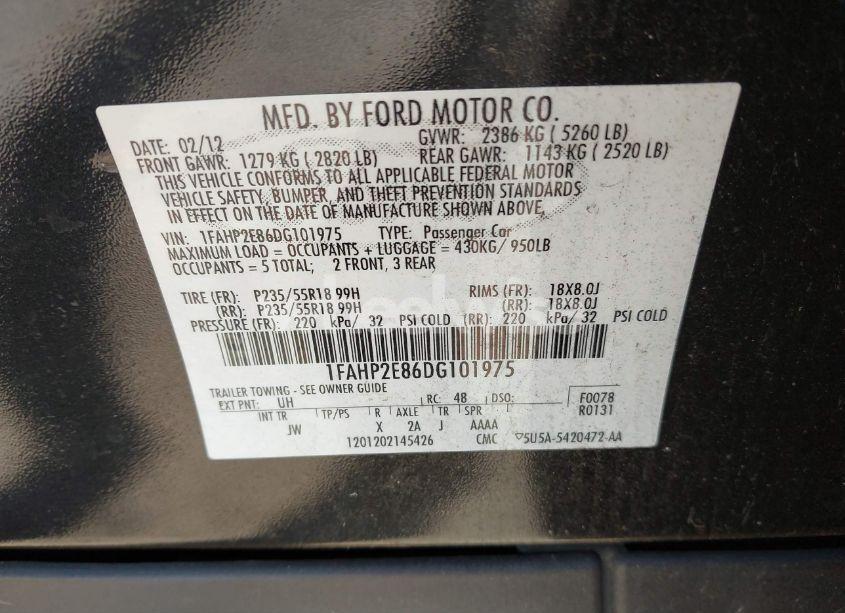 MFD. BY FORD MOTOR CO.
DATE: 02/12 GVWR: 2386 KG ( 5260 LB)
FRONT GAWR: 1279 KG ( 2820 LB) REAR GAWR: 1143 KG ( 2520 LB)
THIS VEHICLE CONFORMS TO ALL APPLICABLE FEDERAL MOTOR
VEHICLE SAFETY, BUMPER, AND THEFT PREVENTION STANDARDS
IN EFFECT ON THE DATE OF MANUFACTURE SHOWN ABOVE,
VIN: 1FAHP2E86DG101975 TYPE: Passenger Car
MAXIMUM LOAD = OCCUPANTS + LUGGAGE = 430KG/ 950LB
OCCUPANTS = 5 TOTAL; 2 FRONT, 3 REAR
TIRE (FR): P235/55R18 99H RIMS (FR): 18X8.0J
(RR): P235/55R18 99H (RR): 18X8.0J
PRESSURE (FR): 220 kPa/ 32 PSI COLD (RR): 220 kPa/ 32 PSI COLD
1FAHP2E86DG101975
TRAILER TOWING - SEE OWNER GUIDE
EXT PNT: UH RC: 48 DSO: F0078
INT TR TP/PS R AXLE TR SPR R0131
JW X 2A J AAAA
1201202145426 CMC ▽5U5A-5420472-AA